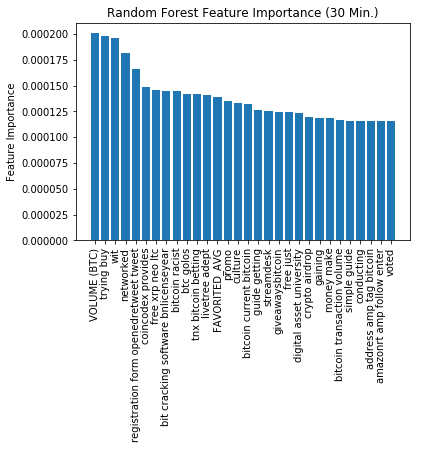 Random Forest Feature Importance (30 Min.)
Feature Importance
0.000200
0.000175
0.000150
0.000125
0.000100
0.000075
0.000050
0.000025
0.000000
VOLUME (BTC)
trying buy
wit
networked
registration form openedretweet tweet
coincodex provides
free xrp neo ltc
bit cracking software bnlicenseyear
bitcoin racist
btc golos
tnx bitcoin betting
livetree adept
FAVORITED_AVG
promo
culture
bitcoin current bitcoin
guide getting
streamdesk
giveawaysbitcoin
free just
digital asset university
crypto airdrop
gaining
money make
bitcoin transaction volume
simple guide
conducting
address amp tag bitcoin
amazonrt amp follow enter
voted